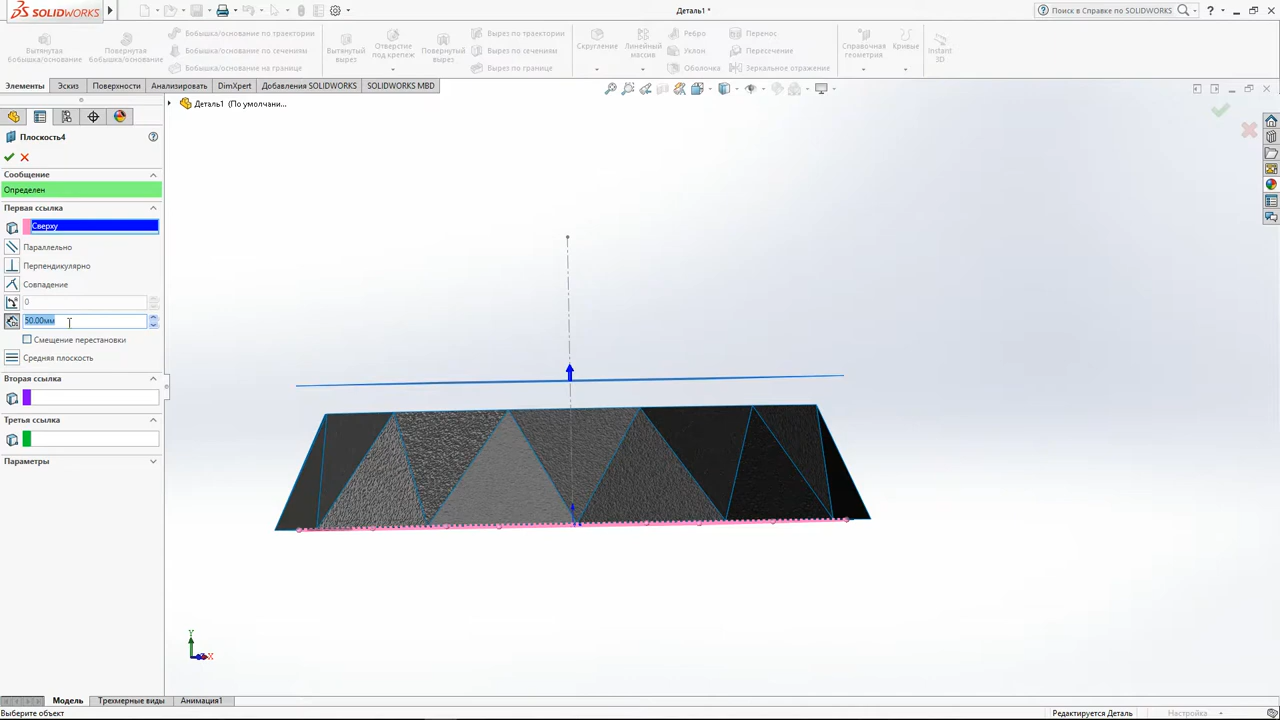 SOLIDWORKS
Деталь1 *
Поиск в Справке по SOLIDWORKS
Вытянутая бобышка/основание
Повернутая бобышка/основание
Бобышка/основание по траектории
Бобышка/основание по сечениям
Бобышка/основание на границе
Вытянутый вырез
Отверстие под крепеж
Повернутый вырез
Вырез по траектории
Вырез по сечениям
Вырез по границе
Скругление
Линейный массив
Ребро
Уклон
Оболочка
Перенос
Пересечение
Зеркальное отражение
Справочная геометрия
Кривые
Instant 3D
Элементы
Эскиз
Поверхности
Анализировать
DimXpert
Добавления SOLIDWORKS
SOLIDWORKS MBD
Деталь1 (По умолчани...
Плоскость4
Сообщение
Определен
Первая ссылка
Сверху
Параллельно
Перпендикулярно
Совпадение
0
50.00мм
Смещение перестановки
Средняя плоскость
Вторая ссылка
Третья ссылка
Параметры
Y
X
Модель
Трехмерные виды
Анимация1
Выберите объект
Редактируется Деталь
Настройка